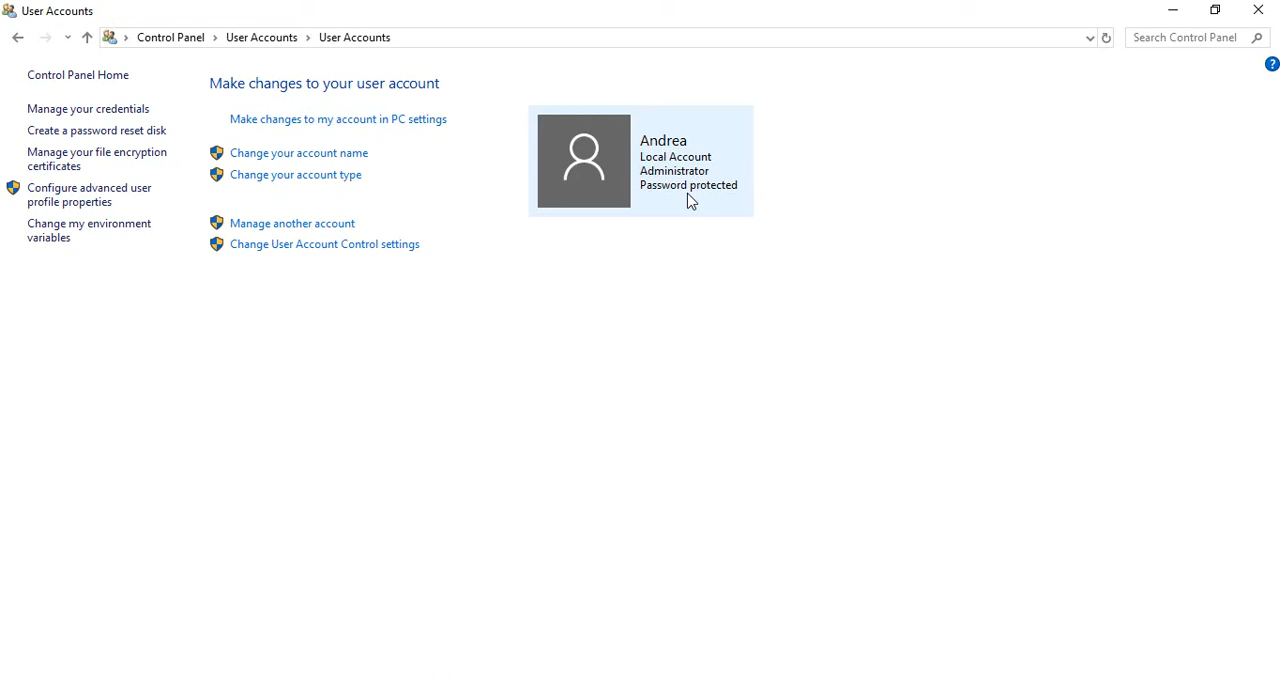 User Accounts
Control Panel > User Accounts > User Accounts
Search Control Panel
?
Control Panel Home
Manage your credentials
Create a password reset disk
Manage your file encryption
certificates
Configure advanced user
profile properties
Change my environment
variables
Make changes to your user account
Make changes to my account in PC settings
Change your account name
Change your account type
Manage another account
Change User Account Control settings
Andrea
Local Account
Administrator
Password protected